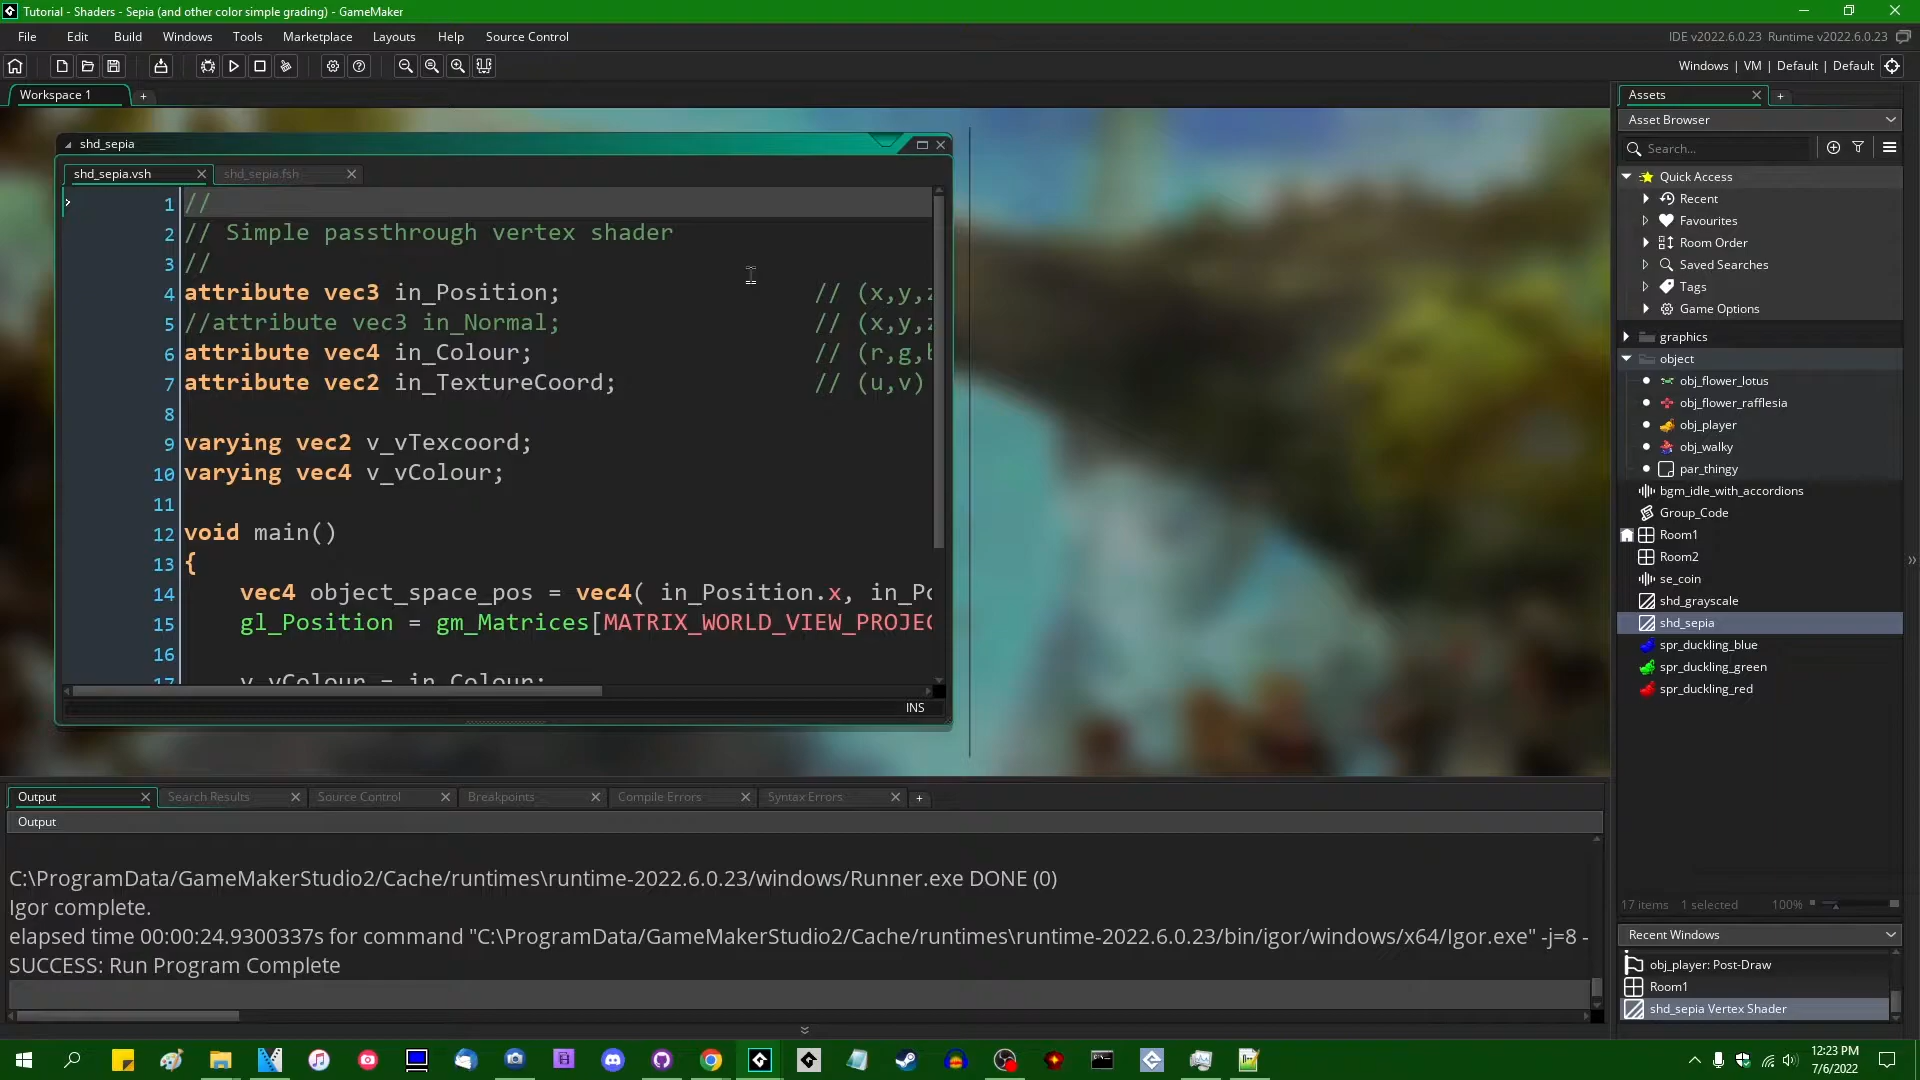 Tutorial - Shaders - Sepia (and other color simple grading) - GameMaker
File Edit Build Windows Tools Marketplace Layouts Help Source Control
IDE v2022.6.0.23 Runtime v2022.6.0.23
Windows | VM | Default | Default
Workspace 1
shd_sepia
shd_sepia.vsh
shd_sepia.fsh
1 //
2 // Simple passthrough vertex shader
3 //
4 attribute vec3 in_Position; // (x,y,z
5 //attribute vec3 in_Normal; // (x,y,z
6 attribute vec4 in_Colour; // (r,g,b
7 attribute vec2 in_TextureCoord; // (u,v)
8
9 varying vec2 v_vTexcoord;
10 varying vec4 v_vColour;
11
12 void main()
13 {
14 vec4 object_space_pos = vec4( in_Position.x, in_Po
15 gl_Position = gm_Matrices[MATRIX_WORLD_VIEW_PROJEC
16
17 v_vColour = in_Colour;
INS
Assets
Asset Browser
Search...
Quick Access
Recent
Favourites
Room Order
Saved Searches
Tags
Game Options
graphics
object
obj_flower_lotus
obj_flower_rafflesia
obj_player
obj_walky
par_thingy
bgm_idle_with_accordions
Group_Code
Room1
Room2
se_coin
shd_grayscale
shd_sepia
spr_duckling_blue
spr_duckling_green
spr_duckling_red
17 items 1 selected 100%
Recent Windows
obj_player: Post-Draw
Room1
shd_sepia Vertex Shader
Output Search Results Source Control Breakpoints Compile Errors Syntax Errors
Output
C:\ProgramData/GameMakerStudio2/Cache/runtimes\runtime-2022.6.0.23/windows/Runner.exe DONE (0)
Igor complete.
elapsed time 00:00:24.9300337s for command "C:\ProgramData/GameMakerStudio2/Cache/runtimes\runtime-2022.6.0.23/bin/igor/windows/x64/Igor.exe" -j=8 -
SUCCESS: Run Program Complete
12:23 PM
7/6/2022